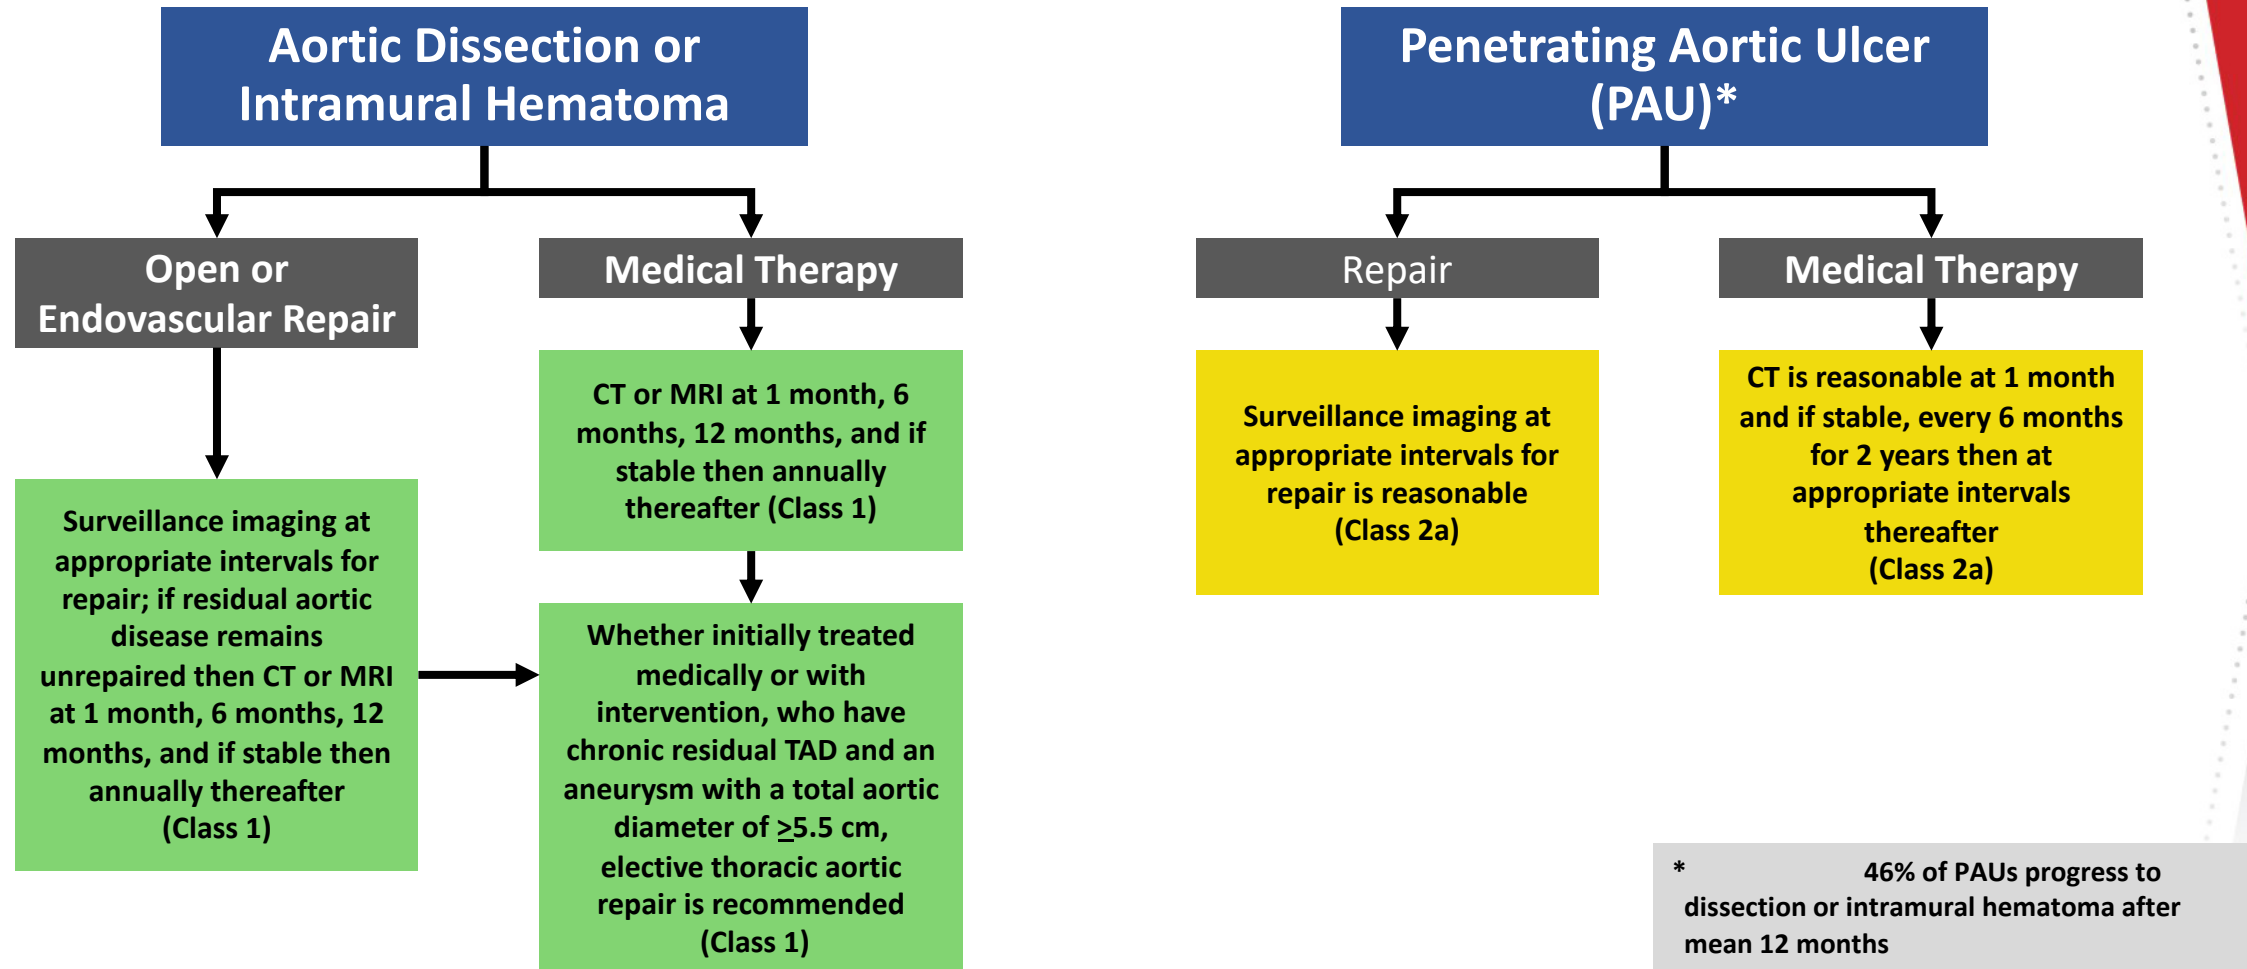 Aortic Dissection or
Intramural Hematoma
Open or
Endovascular Repair
Surveillance imaging at
appropriate intervals for
repair; if residual aortic
disease remains
unrepaired then CT or MRI
at 1 month, 6 months, 12
months, and if stable then
annually thereafter
(Class 1)
Medical Therapy
CT or MRI at 1 month, 6
months, 12 months, and if
stable then annually
thereafter (Class 1)
Whether initially treated
medically or with
intervention, who have
chronic residual TAD and an
aneurysm with a total aortic
diameter of ≥5.5 cm,
elective thoracic aortic
repair is recommended
(Class 1)
Penetrating Aortic Ulcer
(PAU)*
Repair
Surveillance imaging at
appropriate intervals for
repair is reasonable
(Class 2a)
Medical Therapy
CT is reasonable at 1 month
and if stable, every 6 months
for 2 years then at
appropriate intervals
thereafter
(Class 2a)
* 46% of PAUs progress to
dissection or intramural hematoma after
mean 12 months